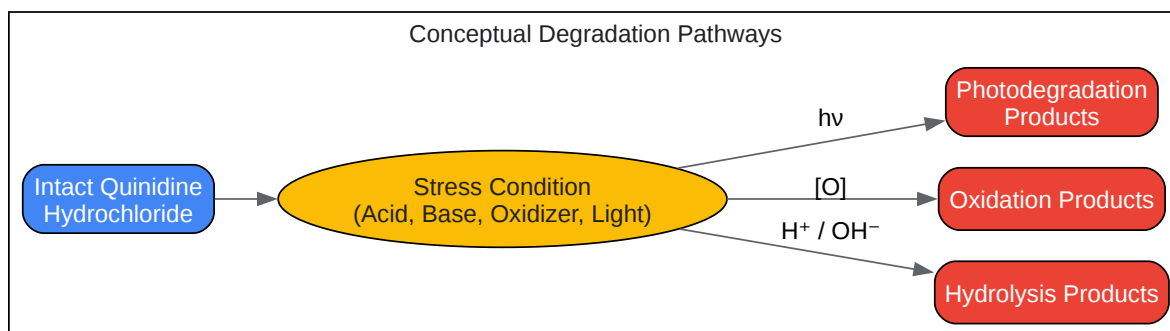 Conceptual Degradation Pathways
Intact Quinidine
Hydrochloride
Stress Condition
(Acid, Base, Oxidizer, Light)
hν
[O]
H⁺ / OH⁻
Photodegradation
Products
Oxidation Products
Hydrolysis Products